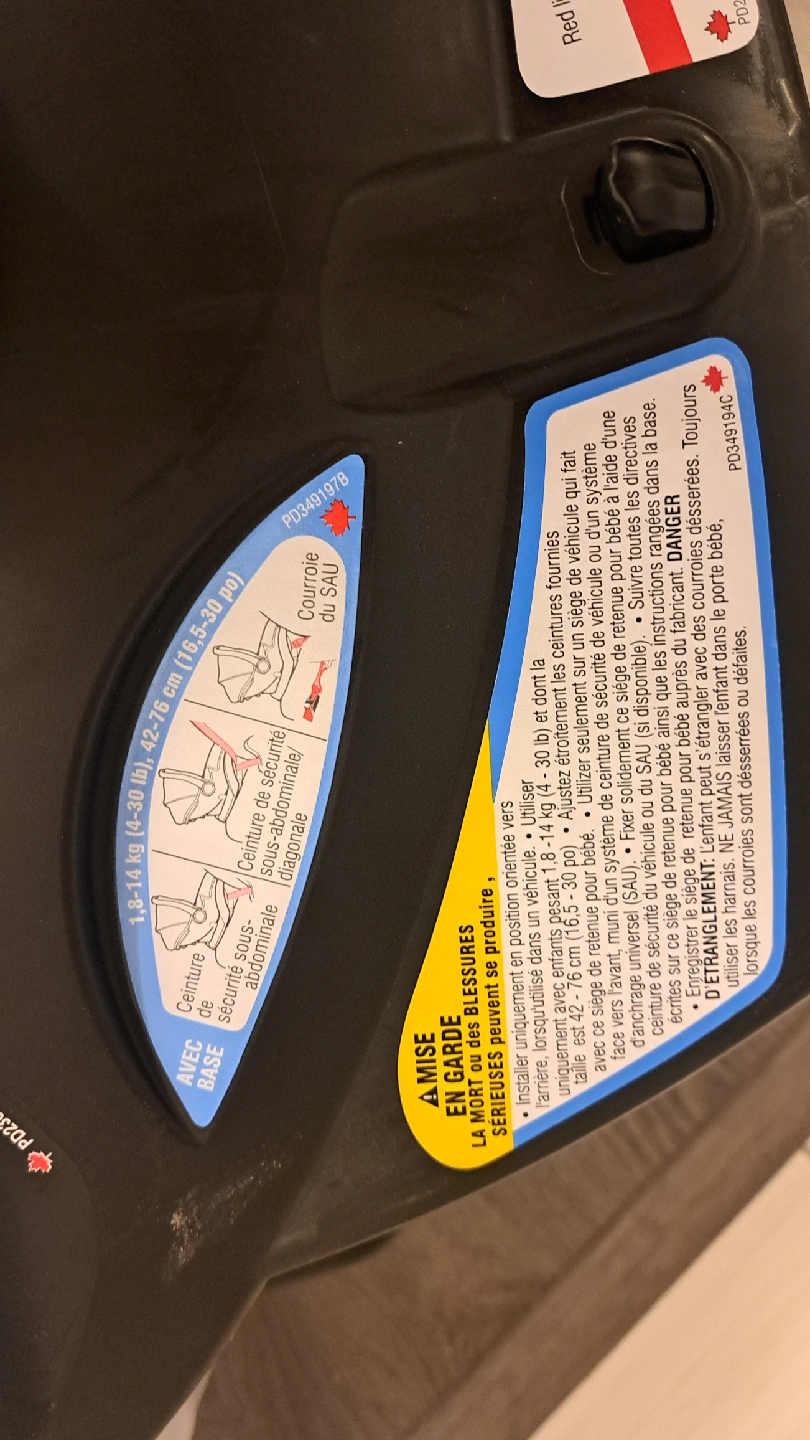 Red
PD2
PD23
1,8-14 kg (4-30 lb), 42-76 cm (16,5-30 po)
AVEC
BASE
Ceinture
de
sécurité sous-
abdominale
Ceinture de sécurité
sous-abdominale/
diagonale
Courroie
du SAU
PD349197B
⚠ MISE
EN GARDE
LA MORT ou des BLESSURES
SÉRIEUSES peuvent se produire ,
• Installer uniquement en position orientée vers
l'arrière, lorsqu'utilisé dans un véhicule. • Utiliser
uniquement avec enfants pesant 1,8 -14 kg (4 - 30 lb) et dont la
taille est 42 - 76 cm (16,5 - 30 po) • Ajustez étroitement les ceintures fournies
avec ce siège de retenue pour bébé. • Utilizer seulement sur un siège de véhicule qui fait
face vers l'avant, muni d'un système de ceinture de sécurité de véhicule ou d'un système
d'anchrage universel (SAU). • Fixer solidement ce siège de retenue pour bébé à l'aide d'une
ceinture de sécurité du véhicule ou du SAU (si disponible). • Suivre toutes les directives
écrites sur ce siège de retenue pour bébé ainsi que les instructions rangées dans la base.
• Enregistrer le siège de retenue pour bébé auprès du fabricant. DANGER
D'ÉTRANGLEMENT: L'enfant peut s'étrangler avec des courroies désserées. Toujours
utiliser les harnais. NE JAMAIS laisser l'enfant dans le porte bébé,
lorsque les courroies sont désserrées ou défaites.
PD349194C